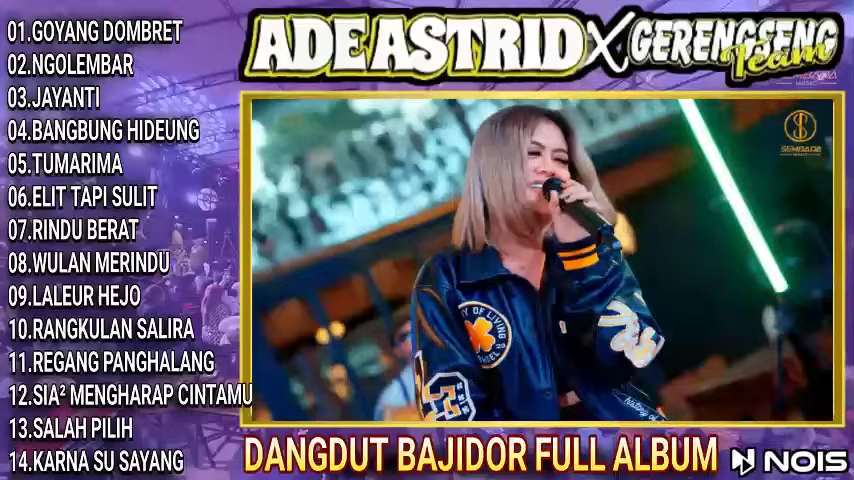 01.GOYANG DOMBRET
02.NGOLEMBAR
03.JAYANTI
04.BANGBUNG HIDEUNG
05.TUMARIMA
06.ELIT TAPI SULIT
07.RINDU BERAT
08.WULAN MERINDU
09.LALEUR HEJO
10.RANGKULAN SALIRA
11.REGANG PANGHALANG
12.SIA² MENGHARAP CINTAMU
13.SALAH PILIH
14.KARNA SU SAYANG
ADE ASTRID X GERENGSENG
Team
SEMBADA
MUSIC
DANGDUT BAJIDOR FULL ALBUM
NOIS